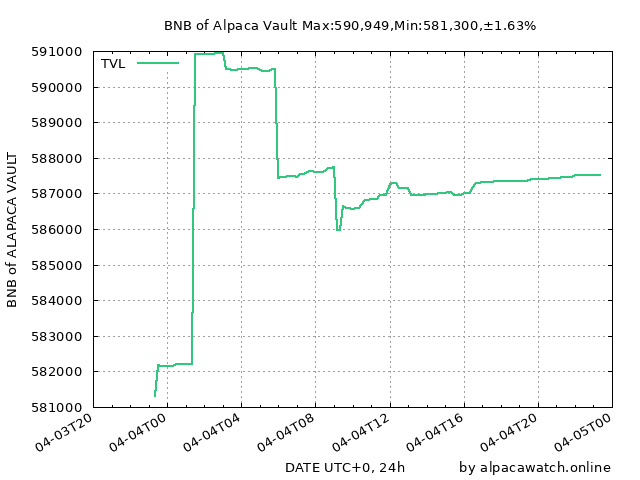 BNB of Alpaca Vault Max:590,949,Min:581,300,±1.63%
TVL
591000
590000
589000
588000
587000
586000
585000
584000
583000
582000
581000
BNB of ALAPACA VAULT
04-03T20
04-04T00
04-04T04
04-04T08
04-04T12
04-04T16
04-04T20
04-05T00
DATE UTC+0, 24h
by alpacawatch.online